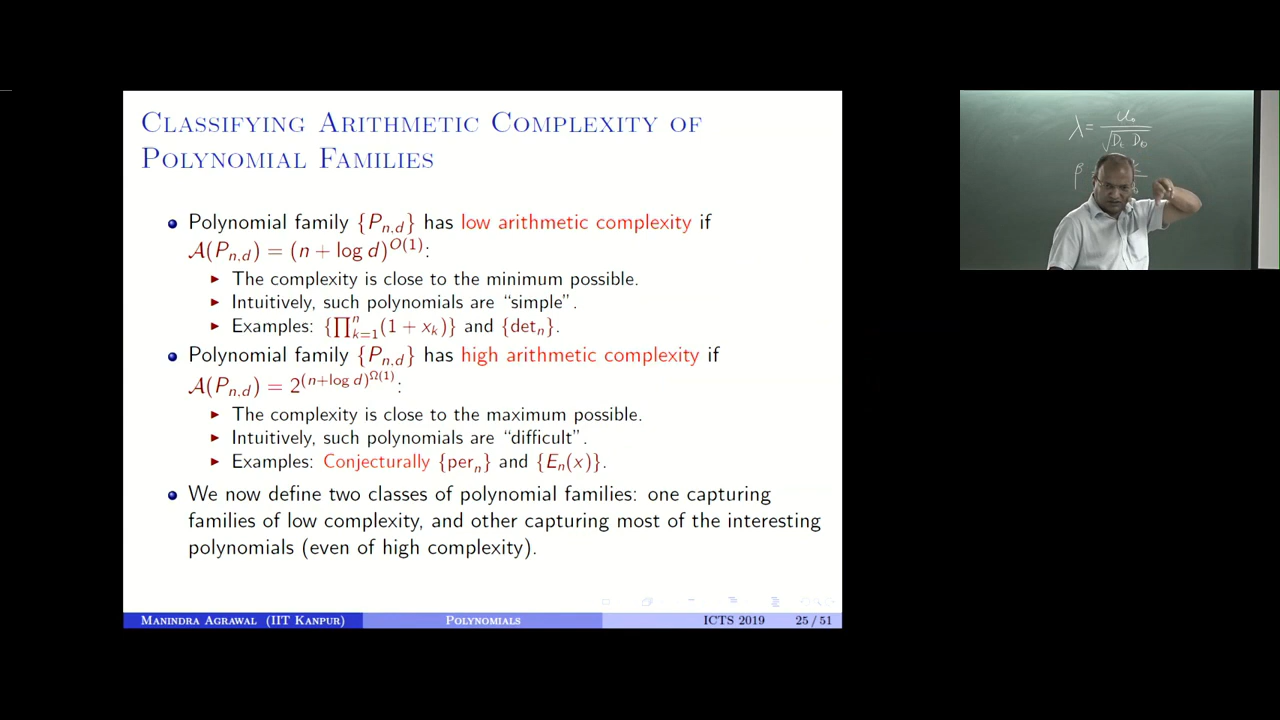 CLASSIFYING ARITHMETIC COMPLEXITY OF
POLYNOMIAL FAMILIES
• Polynomial family {P_{n,d}} has low arithmetic complexity if
𝒜(P_{n,d}) = (n + log d)^{O(1)}:
▶ The complexity is close to the minimum possible.
▶ Intuitively, such polynomials are “simple”.
▶ Examples: {∏_{k=1}^{n}(1 + x_k)} and {det_n}.
• Polynomial family {P_{n,d}} has high arithmetic complexity if
𝒜(P_{n,d}) = 2^{(n+log d)^{Ω(1)}}:
▶ The complexity is close to the maximum possible.
▶ Intuitively, such polynomials are “difficult”.
▶ Examples: Conjecturally {per_n} and {E_n(x)}.
• We now define two classes of polynomial families: one capturing
families of low complexity, and other capturing most of the interesting
polynomials (even of high complexity).
MANINDRA AGRAWAL (IIT KANPUR) POLYNOMIALS ICTS 2019 25 / 51
λ =
β